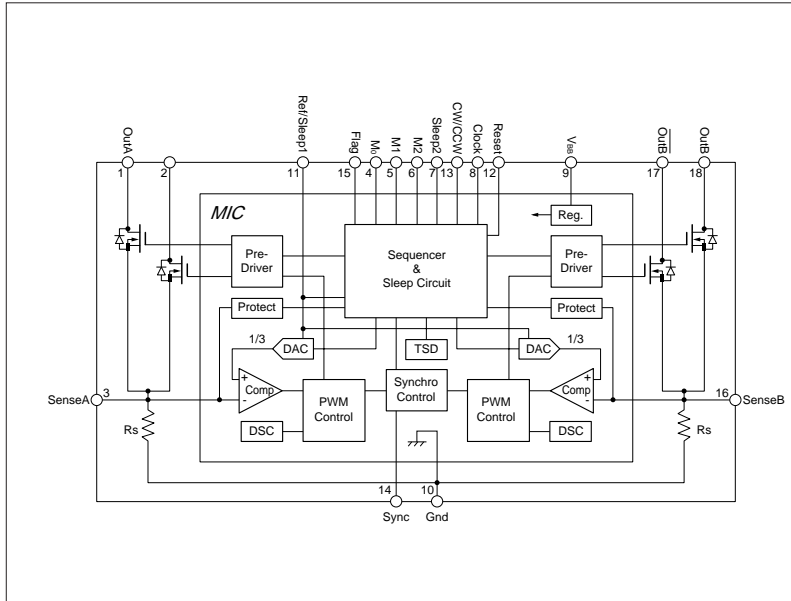 OutA
Ref/Sleep1
Flag
M0
M1
M2
Sleep2
CW/CCW
Clock
Reset
VBB
OutB
OutB
1
2
11
15
4
5
6
7
13
8
12
9
17
18
MIC
Reg.
Pre-
Driver
Sequencer
&
Sleep Circuit
Pre-
Driver
Protect
Protect
1/3
DAC
TSD
DAC
1/3
SenseA
3
+
-
Comp
PWM
Control
Synchro
Control
PWM
Control
+
-
Comp
16
SenseB
Rs
DSC
DSC
Rs
14
10
Sync
Gnd